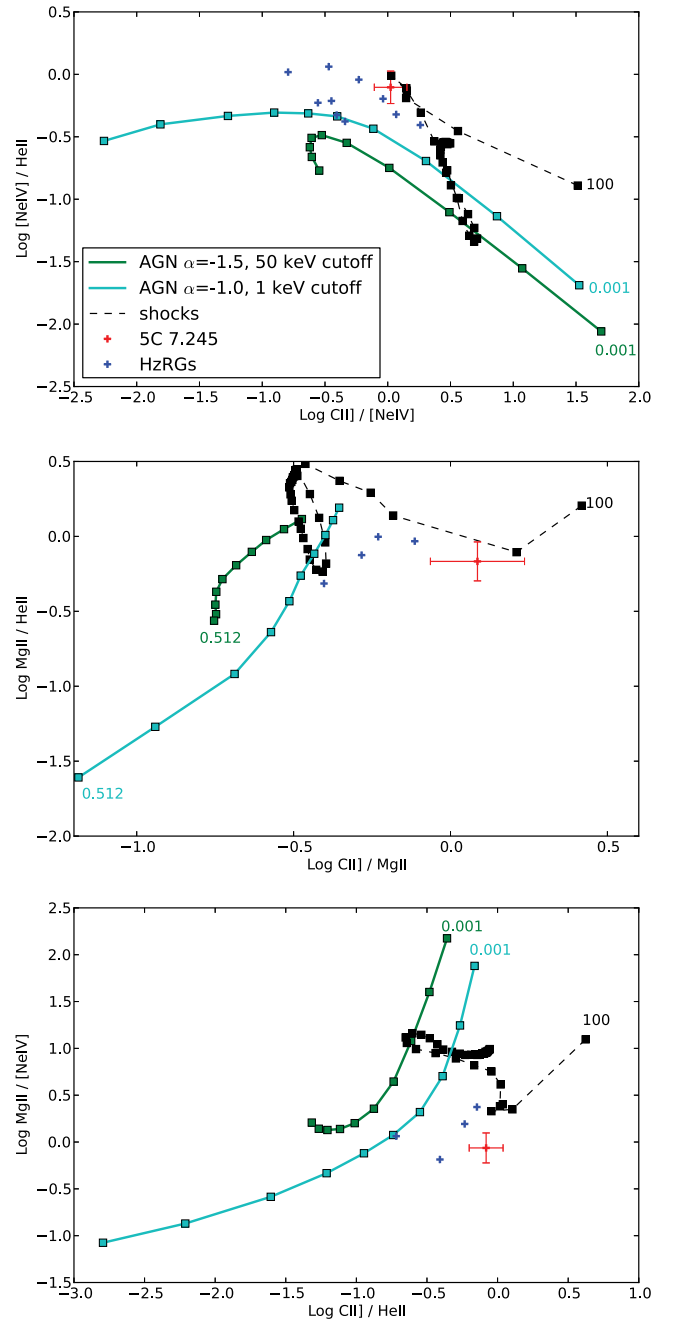 0.0
−0.5
−1.0
−1.5
−2.0
−2.5
Log [NeIV] / HeII
100
0.001
0.001
AGN α=-1.5, 50 keV cutoff
AGN α=-1.0, 1 keV cutoff
shocks
5C 7.245
HzRGs
−2.5 −2.0 −1.5 −1.0 −0.5 0.0 0.5 1.0 1.5 2.0
Log CII] / [NeIV]
0.5
0.0
−0.5
−1.0
−1.5
−2.0
Log MgII / HeII
100
0.512
0.512
−1.0 −0.5 0.0 0.5
Log CII] / MgII
2.5
2.0
1.5
1.0
0.5
0.0
−0.5
−1.0
−1.5
Log MgII / [NeIV]
0.001
0.001
100
−3.0 −2.5 −2.0 −1.5 −1.0 −0.5 0.0 0.5 1.0
Log CII] / HeII